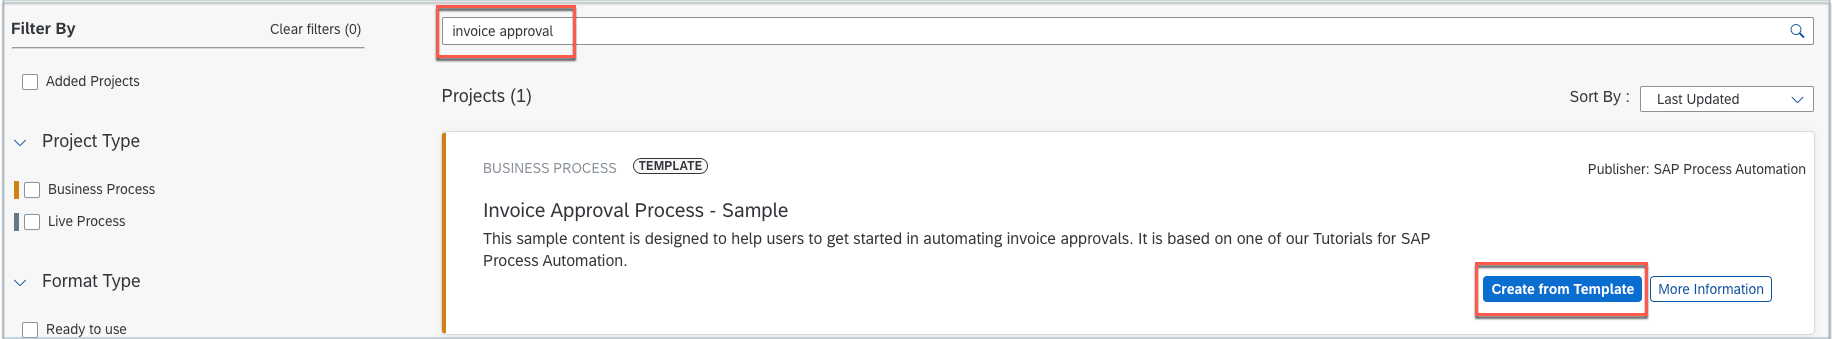 Filter By
Clear filters (0)
Added Projects
Project Type
Business Process
Live Process
Format Type
Ready to use
invoice approval
Projects (1)
Sort By :
Last Updated
BUSINESS PROCESS
TEMPLATE
Publisher: SAP Process Automation
Invoice Approval Process - Sample
This sample content is designed to help users to get started in automating invoice approvals. It is based on one of our Tutorials for SAP
Process Automation.
Create from Template
More Information